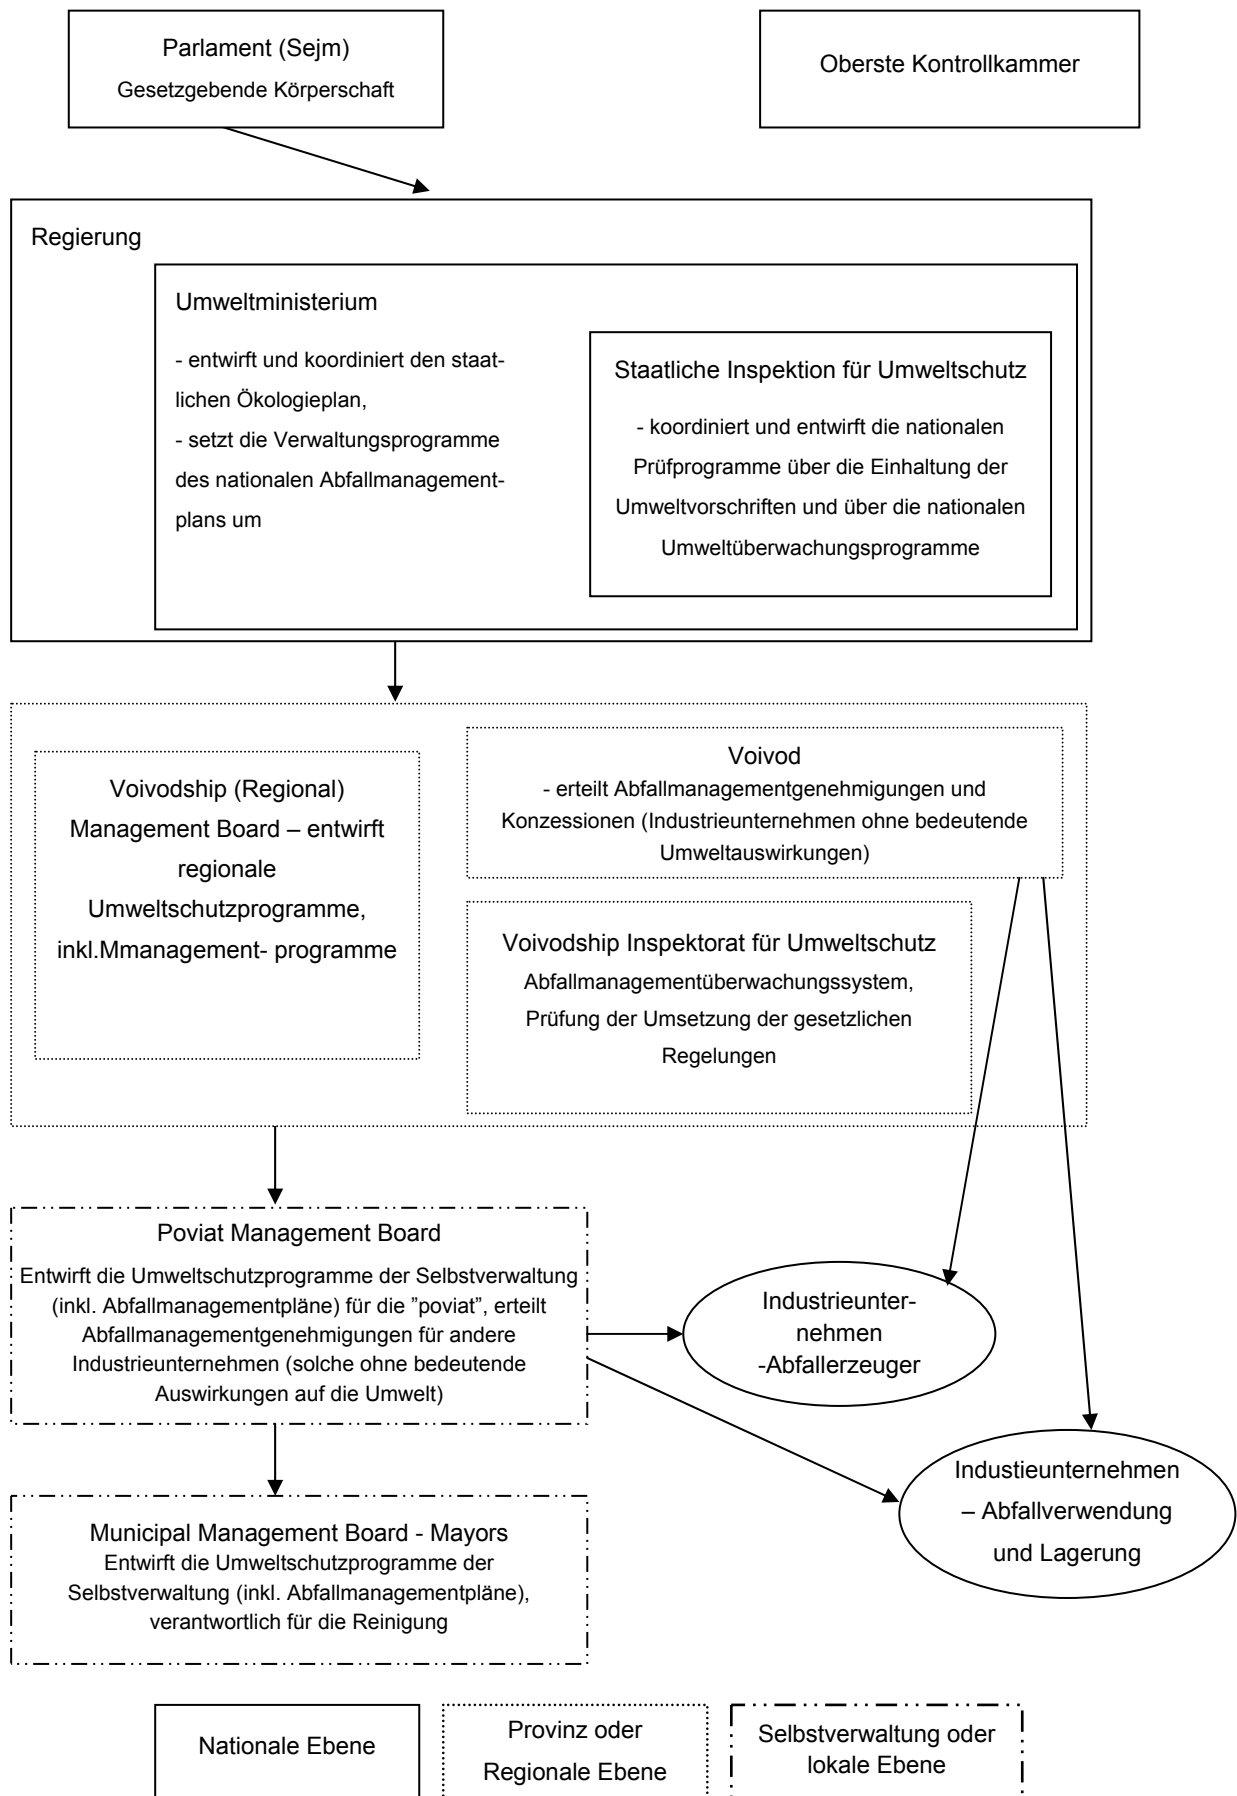 Parlament (Sejm)
Gesetzgebende Körperschaft
Oberste Kontrollkammer
Regierung
Umweltministerium
- entwirft und koordiniert den staat-
lichen Ökologieplan,
- setzt die Verwaltungsprogramme
des nationalen Abfallmanagement-
plans um
Staatliche Inspektion für Umweltschutz
- koordiniert und entwirft die nationalen
Prüfprogramme über die Einhaltung der
Umweltvorschriften und über die nationalen
Umweltüberwachungsprogramme
Voivodship (Regional)
Management Board – entwirft
regionale
Umweltschutzprogramme,
inkl.Mmanagement- programme
Voivod
- erteilt Abfallmanagementgenehmigungen und
Konzessionen (Industrieunternehmen ohne bedeutende
Umweltauswirkungen)
Voivodship Inspektorat für Umweltschutz
Abfallmanagementüberwachungssystem,
Prüfung der Umsetzung der gesetzlichen
Regelungen
Poviat Management Board
Entwirft die Umweltschutzprogramme der Selbstverwaltung
(inkl. Abfallmanagementpläne) für die ”poviat”, erteilt
Abfallmanagementgenehmigungen für andere
Industrieunternehmen (solche ohne bedeutende
Auswirkungen auf die Umwelt)
Industrieunter-
nehmen
-Abfallerzeuger
Industieunternehmen
– Abfallverwendung
und Lagerung
Municipal Management Board - Mayors
Entwirft die Umweltschutzprogramme der
Selbstverwaltung (inkl. Abfallmanagementpläne),
verantwortlich für die Reinigung
Nationale Ebene
Provinz oder
Regionale Ebene
Selbstverwaltung oder
lokale Ebene